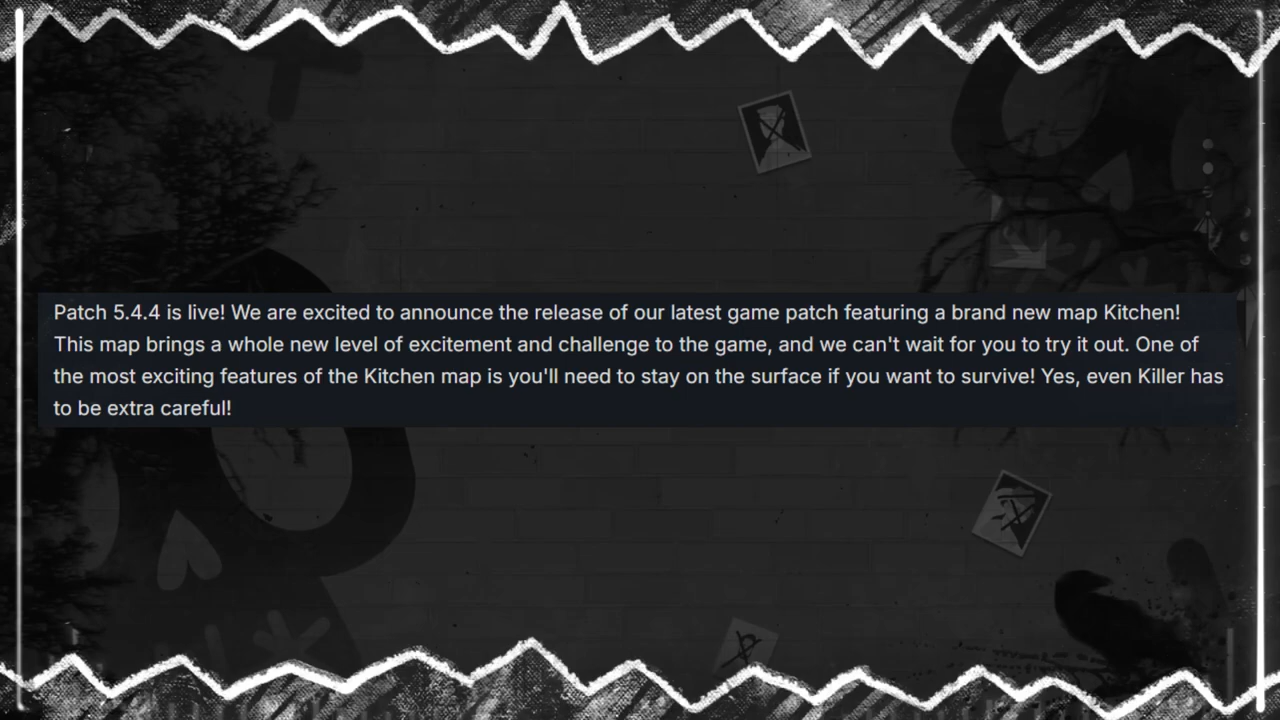 Patch 5.4.4 is live! We are excited to announce the release of our latest game patch featuring a brand new map Kitchen!
This map brings a whole new level of excitement and challenge to the game, and we can't wait for you to try it out. One of
the most exciting features of the Kitchen map is you'll need to stay on the surface if you want to survive! Yes, even Killer has
to be extra careful!